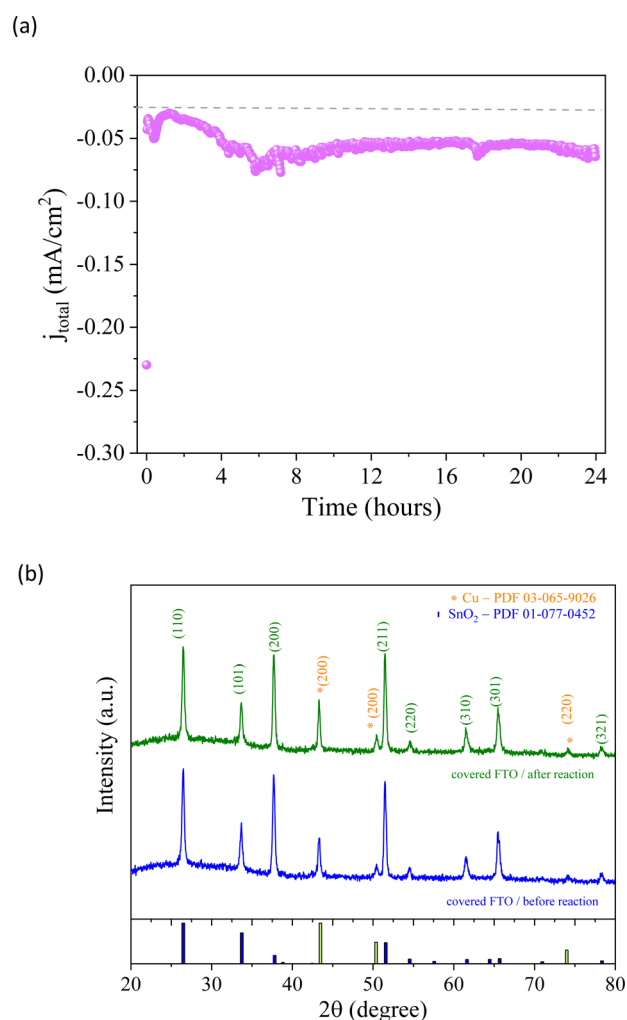 (a)
0.00
-0.05
-0.10
-0.15
-0.20
-0.25
-0.30
j_total (mA/cm²)
0 4 8 12 16 20 24
Time (hours)
(b)
* Cu – PDF 03-065-9026
SnO₂ – PDF 01-077-0452
(110)
(101)
(200)
*(200)
* (200)
(211)
(220)
(310)
(301)
(220)
*
(321)
covered FTO / after reaction
covered FTO / before reaction
Intensity (a.u.)
20 30 40 50 60 70 80
2θ (degree)